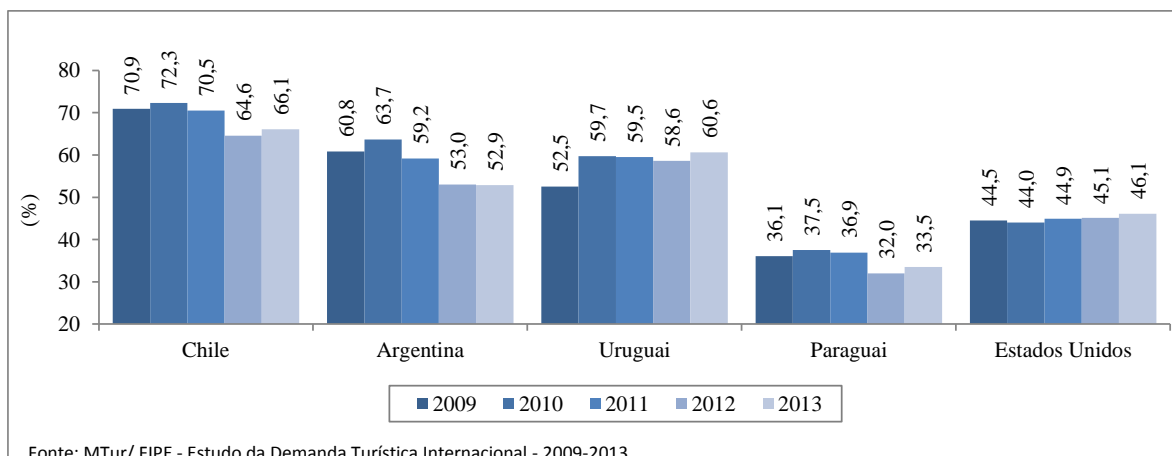 70,9 72,3 70,5 64,6 66,1 60,8 63,7 59,2 53,0 52,9 52,5 59,7 59,5 58,6 60,6 36,1 37,5 36,9 32,0 33,5 44,5 44,0 44,9 45,1 46,1
(%)
80
70
60
50
40
30
20
Chile Argentina Uruguai Paraguai Estados Unidos
2009 2010 2011 2012 2013
Fonte: MTur/ FIPE - Estudo da Demanda Turística Internacional - 2009-2013